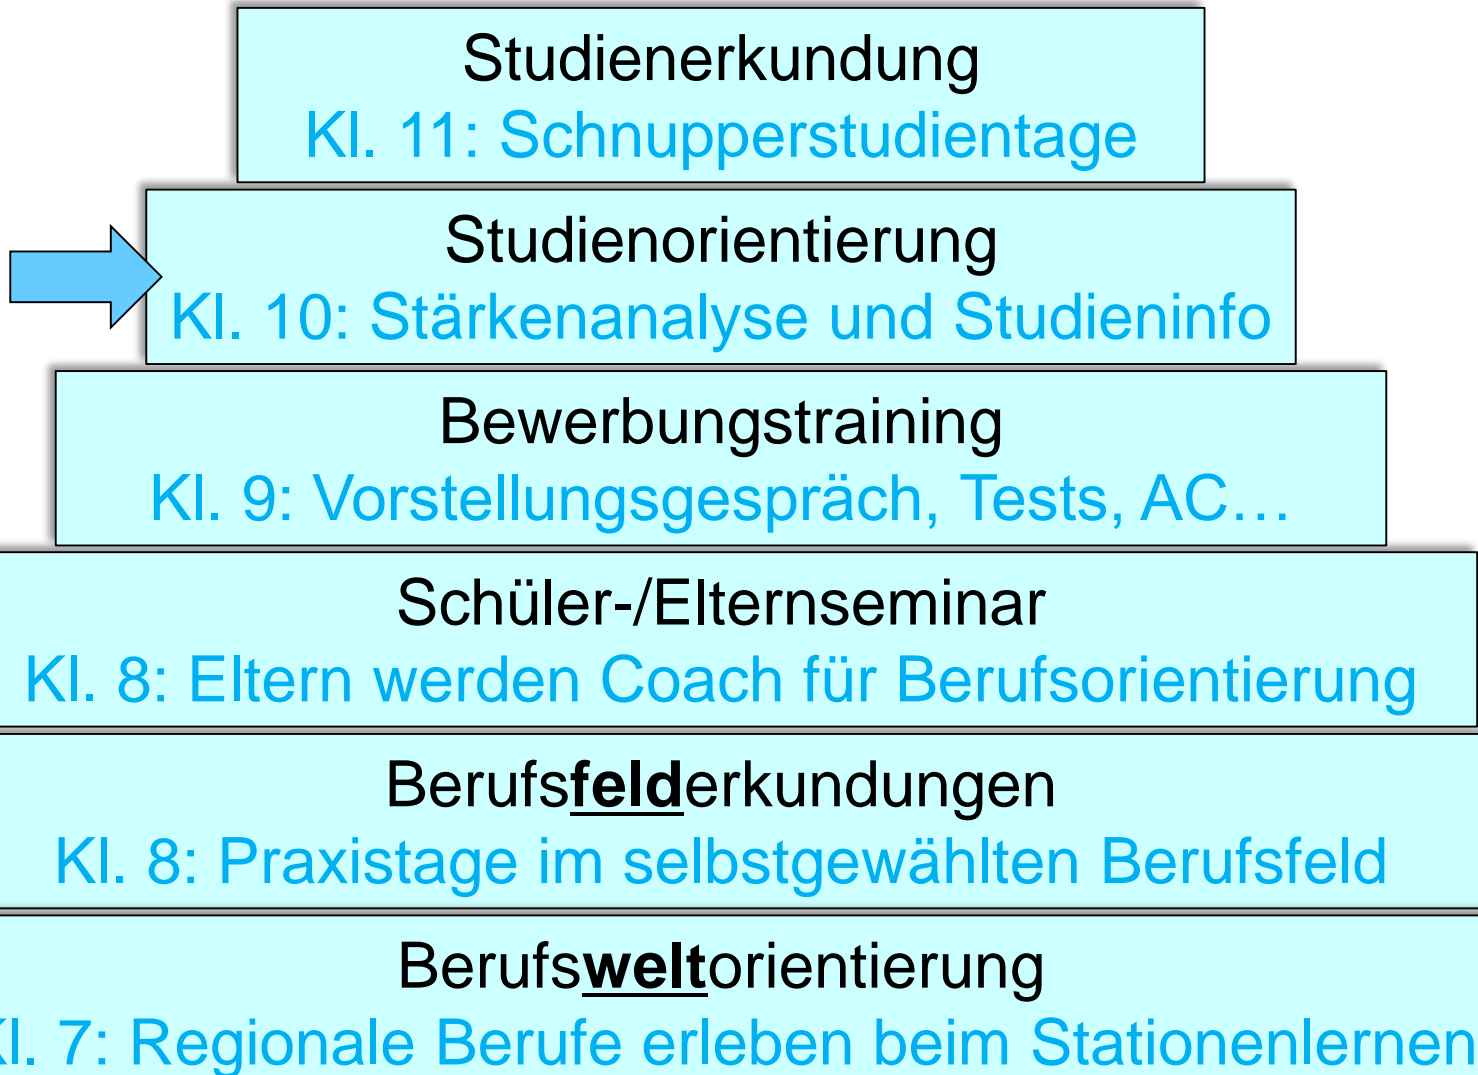 Studienerkundung
Kl. 11: Schnupperstudientage
Studienorientierung
Kl. 10: Stärkenanalyse und Studieninfo
Bewerbungstraining
Kl. 9: Vorstellungsgespräch, Tests, AC…
Schüler-/Elternseminar
Kl. 8: Eltern werden Coach für Berufsorientierung
Berufsfelderkundungen
Kl. 8: Praxistage im selbstgewählten Berufsfeld
Berufsweltorientierung
Kl. 7: Regionale Berufe erleben beim Stationenlernen